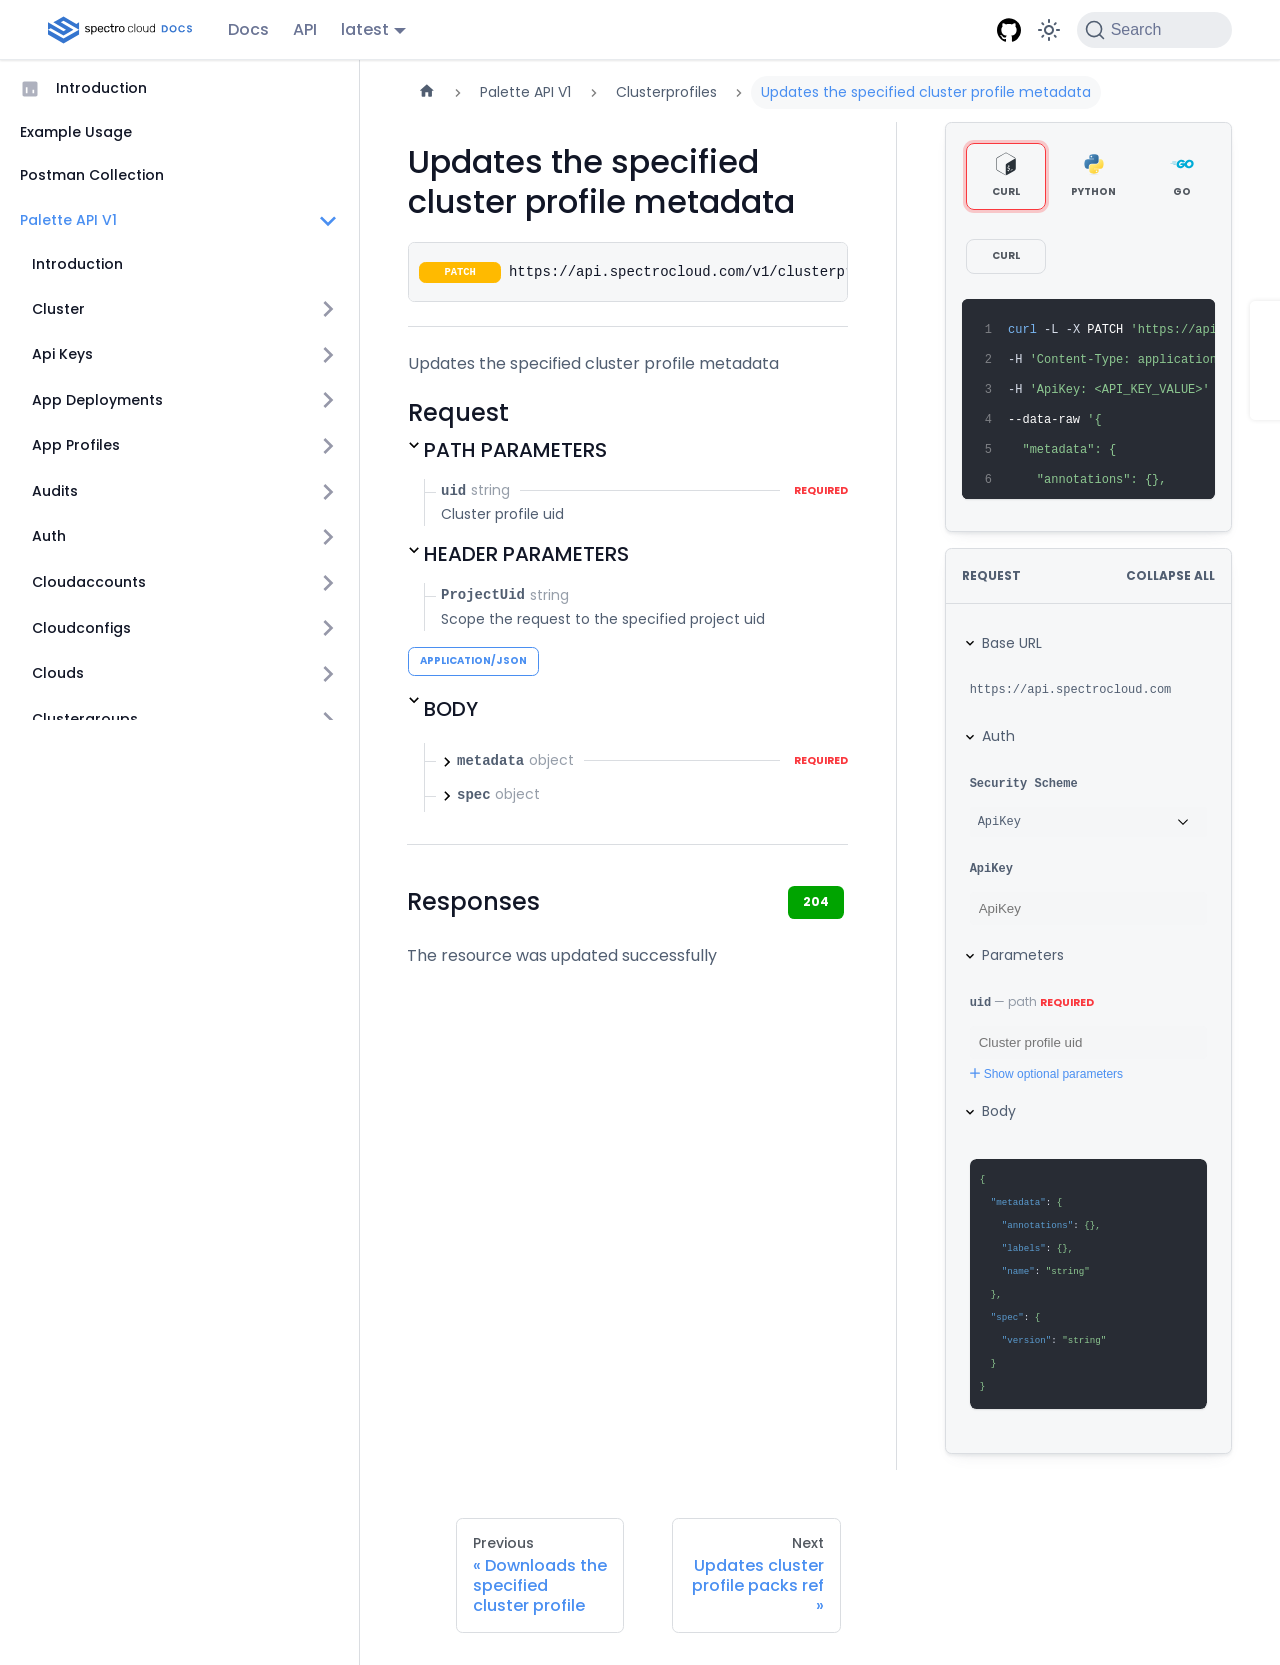 spectro cloud DOCS
Docs
API
latest
Search
Introduction
Example Usage
Postman Collection
Palette API V1
Introduction
Cluster
Api Keys
App Deployments
App Profiles
Audits
Auth
Cloudaccounts
Cloudconfigs
Clouds
Clustergroups
Palette API V1
Clusterprofiles
Updates the specified cluster profile metadata
Updates the specified
cluster profile metadata
PATCH https://api.spectrocloud.com/v1/clusterp
Updates the specified cluster profile metadata
Request
PATH PARAMETERS
uid string REQUIRED
Cluster profile uid
HEADER PARAMETERS
ProjectUid string
Scope the request to the specified project uid
APPLICATION/JSON
BODY
metadata object REQUIRED
spec object
Responses
204
The resource was updated successfully
CURL
PYTHON
GO
CURL
1 curl -L -X PATCH 'https://api
2 -H 'Content-Type: application
3 -H 'ApiKey: <API_KEY_VALUE>'
4 --data-raw '{
5 "metadata": {
6 "annotations": {},
REQUEST
COLLAPSE ALL
Base URL
https://api.spectrocloud.com
Auth
Security Scheme
ApiKey
ApiKey
ApiKey
Parameters
uid — path REQUIRED
Cluster profile uid
Show optional parameters
Body
{
"metadata": {
"annotations": {},
"labels": {},
"name": "string"
},
"spec": {
"version": "string"
}
}
Previous
« Downloads the
specified
cluster profile
Next
Updates cluster
profile packs ref
»